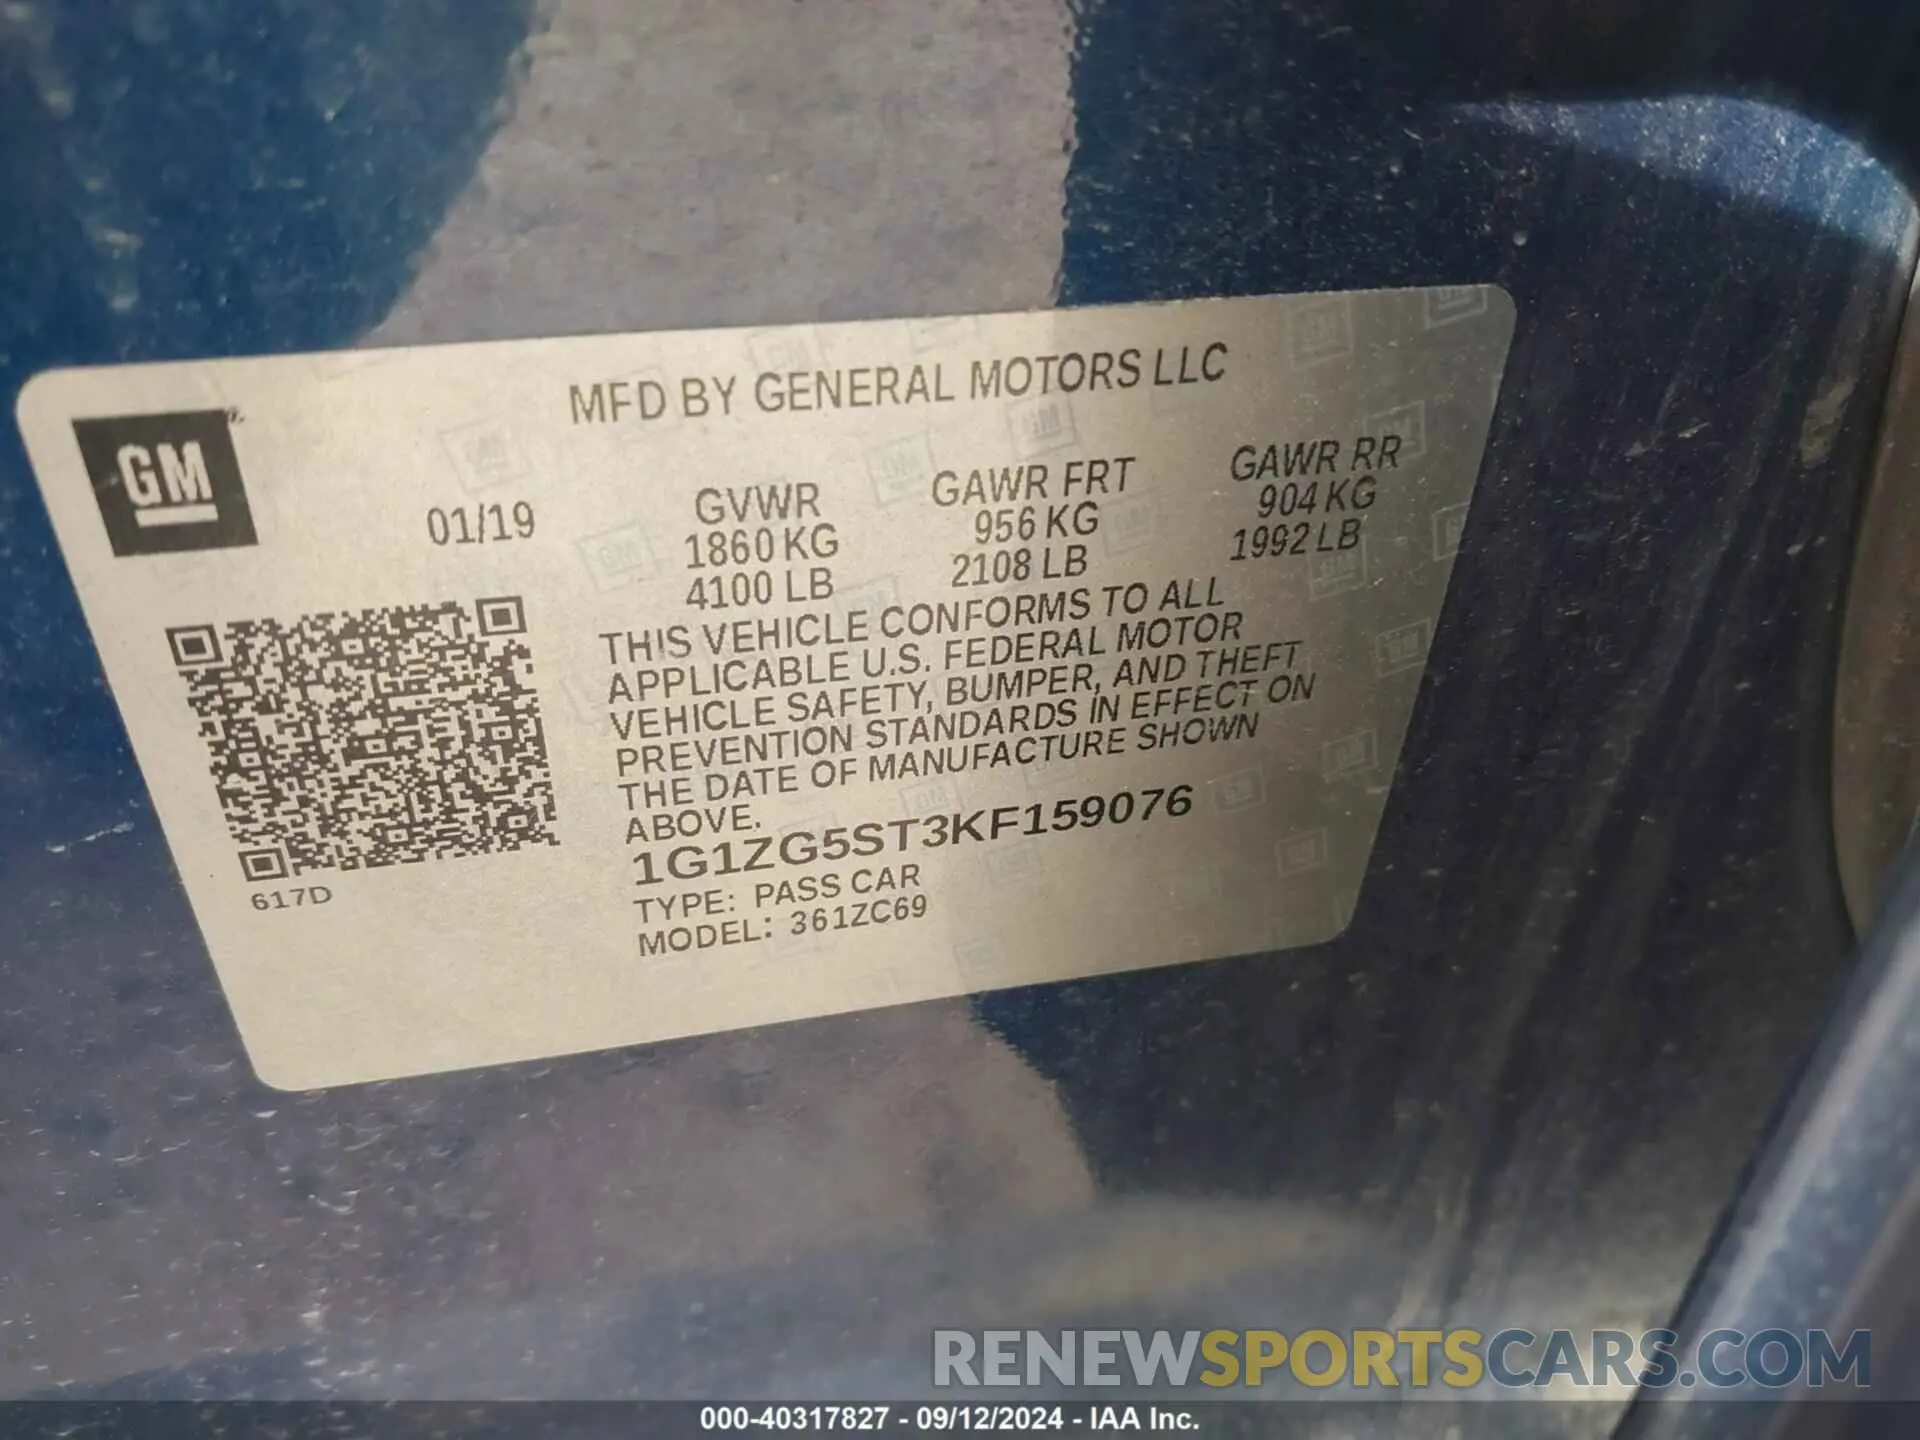 MFD BY GENERAL MOTORS LLC
GM
01/19
GVWR
1860 KG
4100 LB
GAWR FRT
956 KG
2108 LB
GAWR RR
904 KG
1992 LB
THIS VEHICLE CONFORMS TO ALL
APPLICABLE U.S. FEDERAL MOTOR
VEHICLE SAFETY, BUMPER, AND THEFT
PREVENTION STANDARDS IN EFFECT ON
THE DATE OF MANUFACTURE SHOWN
ABOVE.
1G1ZG5ST3KF159076
TYPE: PASS CAR
MODEL: 361ZC69
617D
RENEWSPORTSCARS.COM
000-40317827 - 09/12/2024 - IAA Inc.